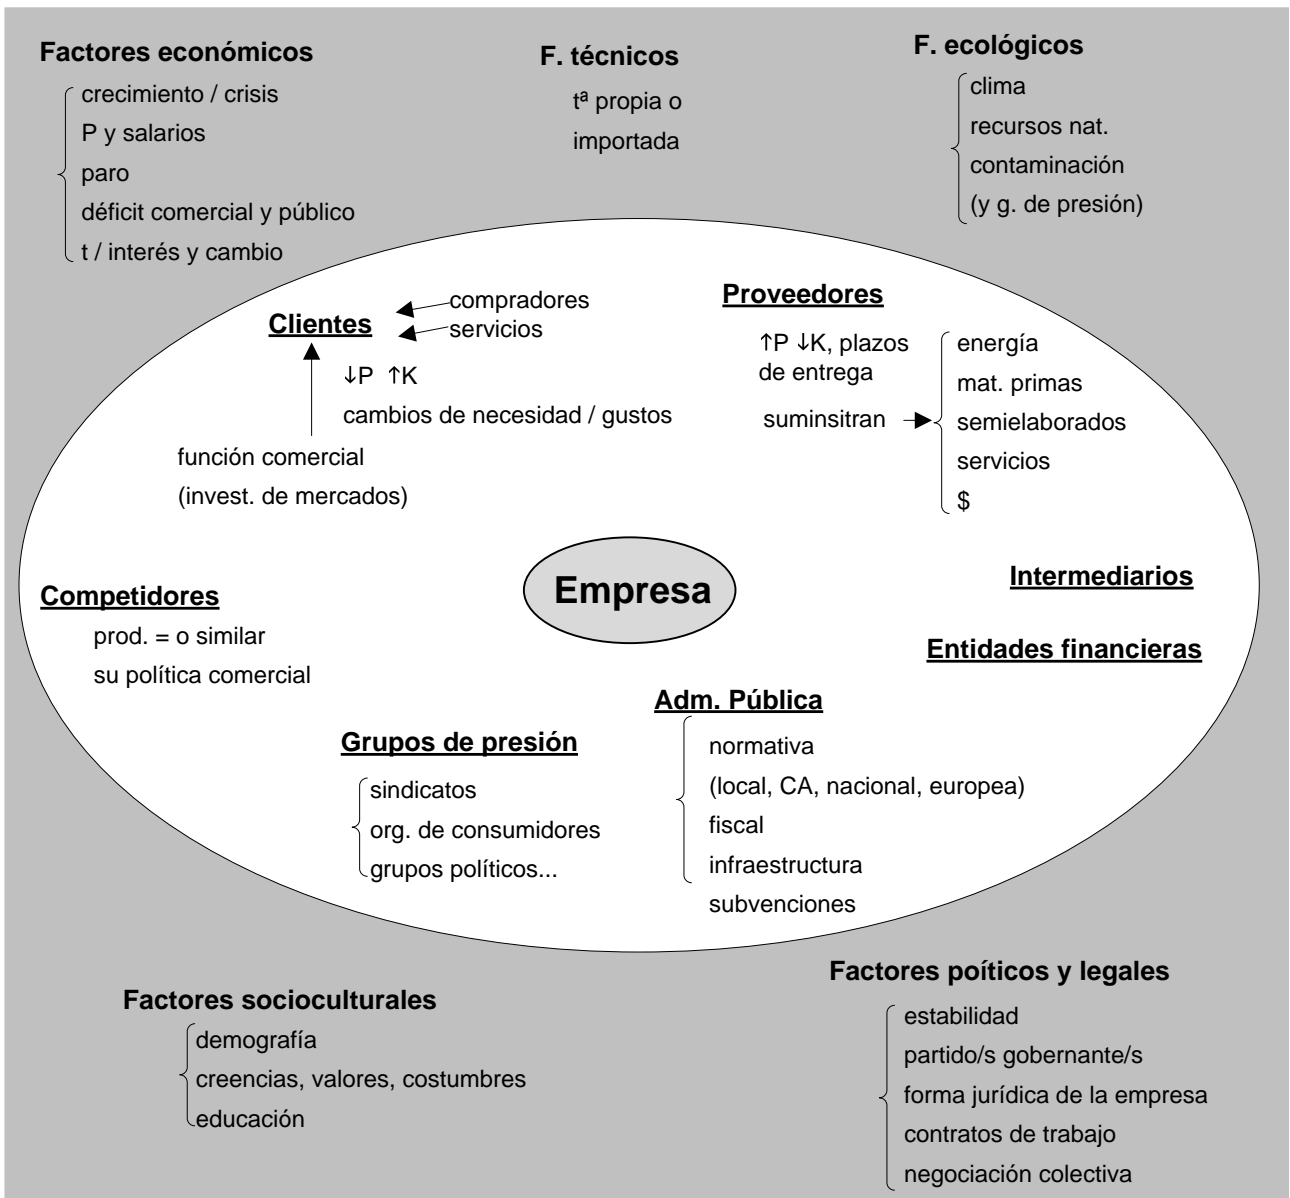 Factores económicos
crecimiento / crisis
P y salarios
paro
déficit comercial y público
t / interés y cambio
F. técnicos
tª propia o
importada
F. ecológicos
clima
recursos nat.
contaminación
(y g. de presión)
Clientes
compradores
servicios
↓P ↑K
cambios de necesidad / gustos
función comercial
(invest. de mercados)
Proveedores
↑P ↓K, plazos
de entrega
suminsitran
energía
mat. primas
semielaborados
servicios
$
Empresa
Intermediarios
Entidades financieras
Competidores
prod. = o similar
su política comercial
Grupos de presión
sindicatos
org. de consumidores
grupos políticos...
Adm. Pública
normativa
(local, CA, nacional, europea)
fiscal
infraestructura
subvenciones
Factores socioculturales
demografía
creencias, valores, costumbres
educación
Factores poíticos y legales
estabilidad
partido/s gobernante/s
forma jurídica de la empresa
contratos de trabajo
negociación colectiva